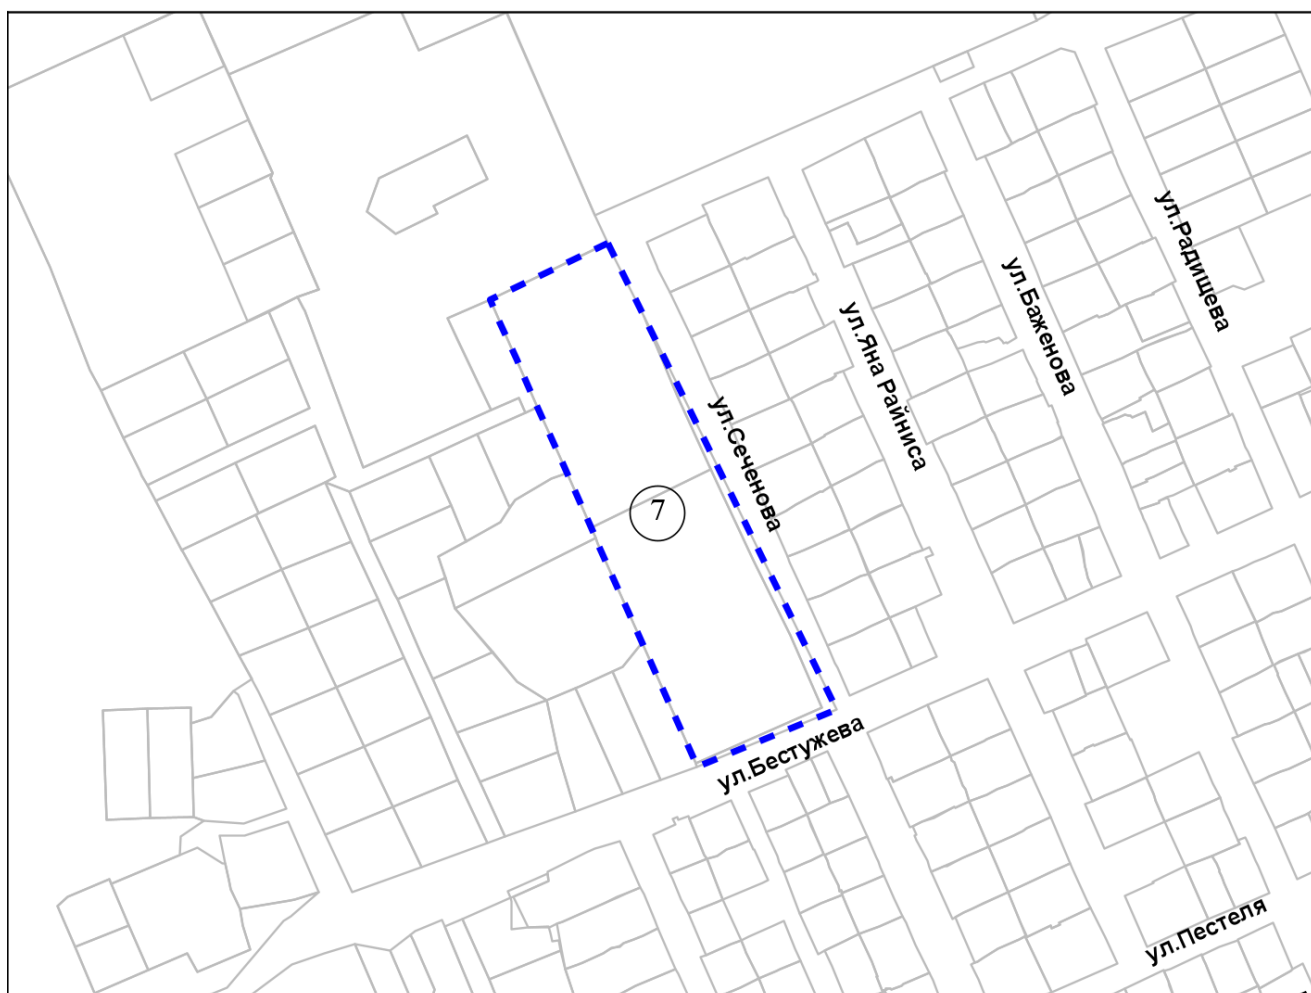 ул.Радищева
ул.Баженова
ул.Яна Райниса
ул.Сеченова
7
ул.Бестужева
ул.Пестеля